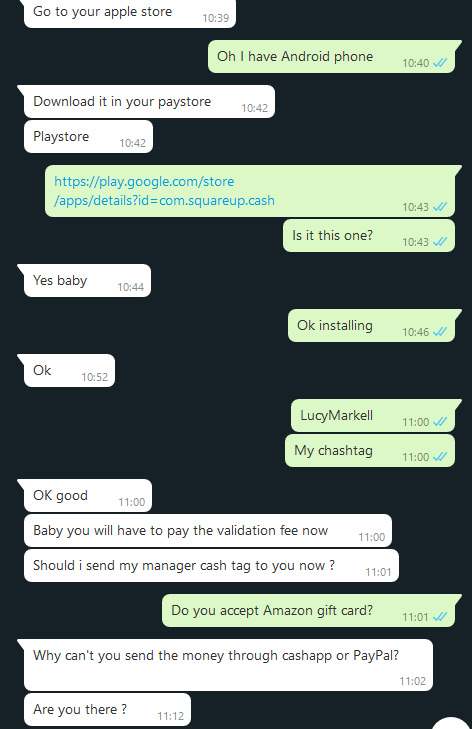 Go to your apple store
10:39
Oh I have Android phone
10:40
Download it in your paystore
10:42
Playstore
10:42
https://play.google.com/store
/apps/details?id=com.squareup.cash
10:43
Is it this one?
10:43
Yes baby
10:44
Ok installing
10:46
Ok
10:52
LucyMarkell
11:00
My chashtag
11:00
OK good
11:00
Baby you will have to pay the validation fee now
11:00
Should i send my manager cash tag to you now ?
11:01
Do you accept Amazon gift card?
11:01
Why can't you send the money through cashapp or PayPal?
11:02
Are you there ?
11:12